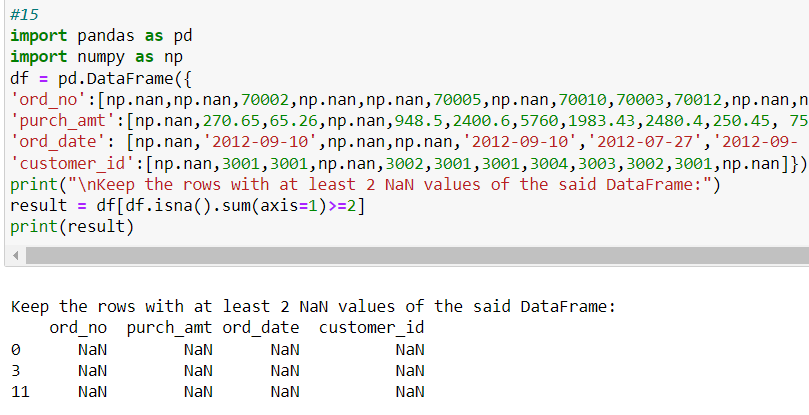 #15
import pandas as pd
import numpy as np
df = pd.DataFrame({
'ord_no':[np.nan,np.nan,70002,np.nan,np.nan,70005,np.nan,70010,70003,70012,np.nan,n
'purch_amt':[np.nan,270.65,65.26,np.nan,948.5,2400.6,5760,1983.43,2480.4,250.45, 75
'ord_date': [np.nan,'2012-09-10',np.nan,np.nan,'2012-09-10','2012-07-27','2012-09-
'customer_id':[np.nan,3001,3001,np.nan,3002,3001,3001,3004,3003,3002,3001,np.nan]})
print("\nKeep the rows with at least 2 NaN values of the said DataFrame:")
result = df[df.isna().sum(axis=1)>=2]
print(result)
Keep the rows with at least 2 NaN values of the said DataFrame:
ord_no purch_amt ord_date customer_id
0 NaN NaN NaN NaN
3 NaN NaN NaN NaN
11 NaN NaN NaN NaN